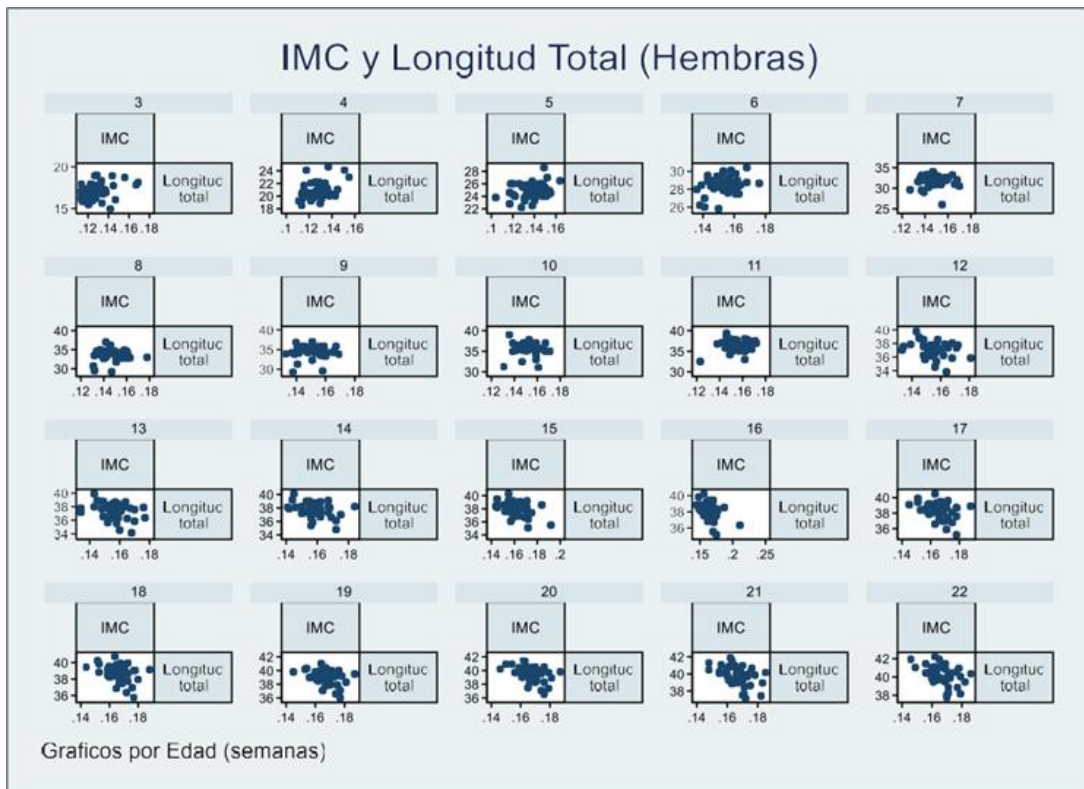 IMC y Longitud Total (Hembras)
3
IMC
20
15
Longituc
total
.12 .14 .16 .18
4
IMC
24
22
20
18
Longituc
total
.1 .12 .14 .16
5
IMC
28
26
24
22
Longituc
total
.1 .12 .14 .16
6
IMC
30
28
26
Longituc
total
.14 .16 .18
7
IMC
35
30
25
Longituc
total
.12 .14 .16 .18
8
IMC
40
35
30
Longituc
total
.12 .14 .16 .18
9
IMC
40
35
30
Longituc
total
.14 .16 .18
10
IMC
40
35
30
Longituc
total
.12 .14 .16 .18
11
IMC
40
35
30
Longituc
total
.12 .14 .16 .18
12
IMC
40
38
36
34
Longituc
total
.14 .16 .18
13
IMC
40
38
36
34
Longituc
total
.14 .16 .18
14
IMC
40
38
36
34
Longituc
total
.14 .16 .18
15
IMC
40
38
36
34
Longituc
total
.14 .16 .18 .2
16
IMC
40
38
36
Longituc
total
.15 .2 .25
17
IMC
40
38
36
Longituc
total
.14 .16 .18
18
IMC
40
38
36
Longituc
total
.14 .16 .18
19
IMC
42
40
38
36
Longituc
total
.14 .16 .18
20
IMC
42
40
38
36
Longituc
total
.14 .16 .18
21
IMC
42
40
38
Longituc
total
.14 .16 .18
22
IMC
42
40
38
Longituc
total
.14 .16 .18
Graficos por Edad (semanas)